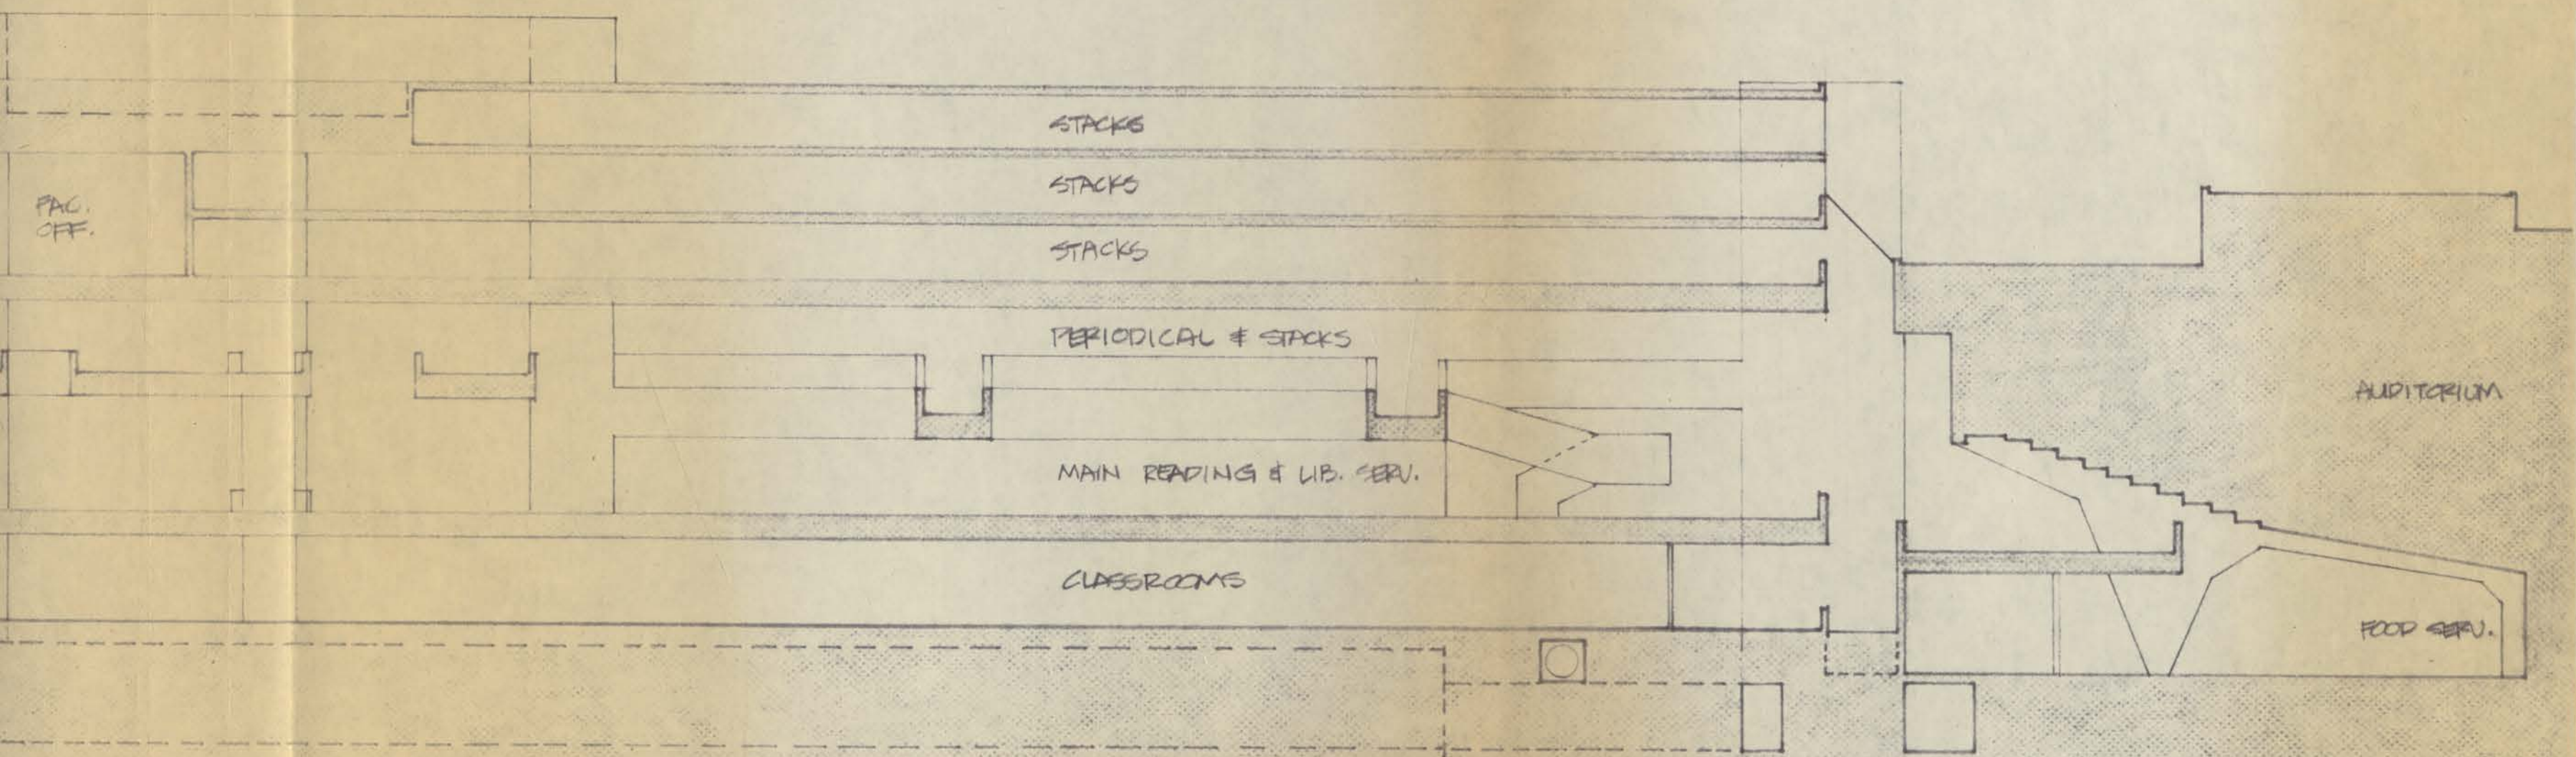 STACKS
STACKS
FAC.
OFF.
STACKS
PERIODICAL & STACKS
AUDITORIUM
MAIN READING & LIB. SERV.
CLASSROOMS
FOOD SERV.